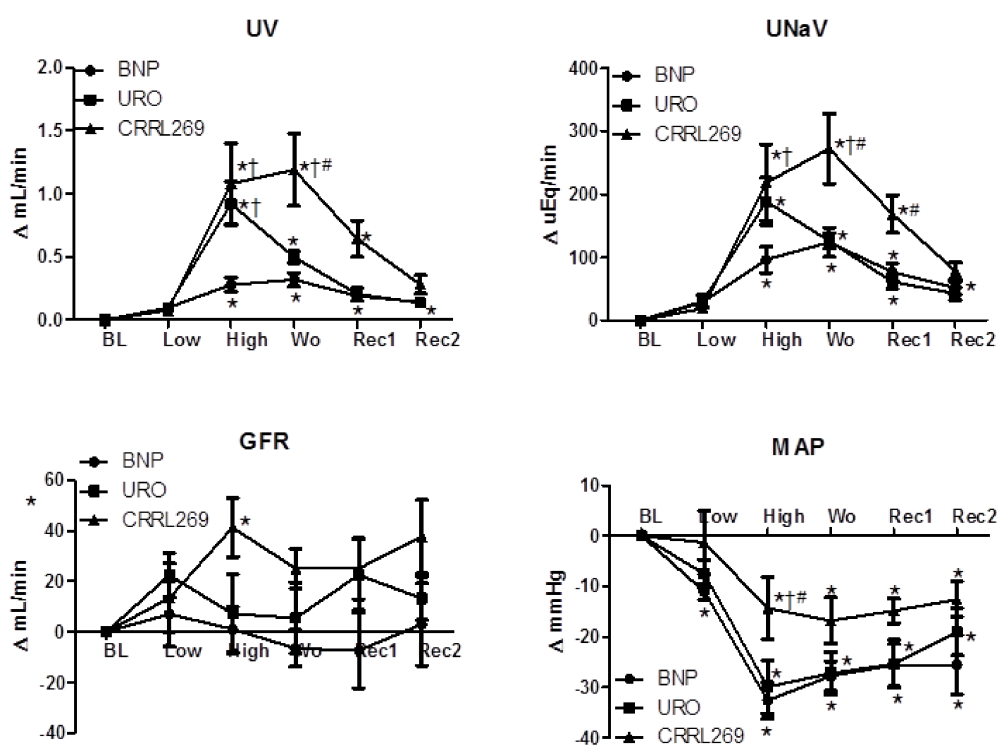 UV
Δ mL/min
2.0
1.5
1.0
0.5
0.0
BNP
URO
CRRL269
*†
*†#
*†
*
*
*
*
*
*
BL Low High Wo Rec1 Rec2
UNaV
Δ uEq/min
400
300
200
100
0
BNP
URO
CRRL269
*†
*†#
*
*#
*
*
*
*
*
*
BL Low High Wo Rec1 Rec2
GFR
Δ mL/min
*
60
40
20
0
-20
-40
BNP
URO
CRRL269
*
BL Low High Wo Rec1 Rec2
MAP
Δ mmHg
10
0
-10
-20
-30
-40
BL Low High Wo Rec1 Rec2
*†#
*
*
*
*
*
*
*
*
*
*
*
*
BNP
URO
CRRL269